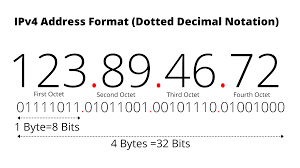 IPv4 Address Format (Dotted Decimal Notation)
123.89.46.72
First Octet Second Octet Third Octet Fourth Octet
01111011.01011001.00101110.01001000
1 Byte=8 Bits
4 Bytes =32 Bits